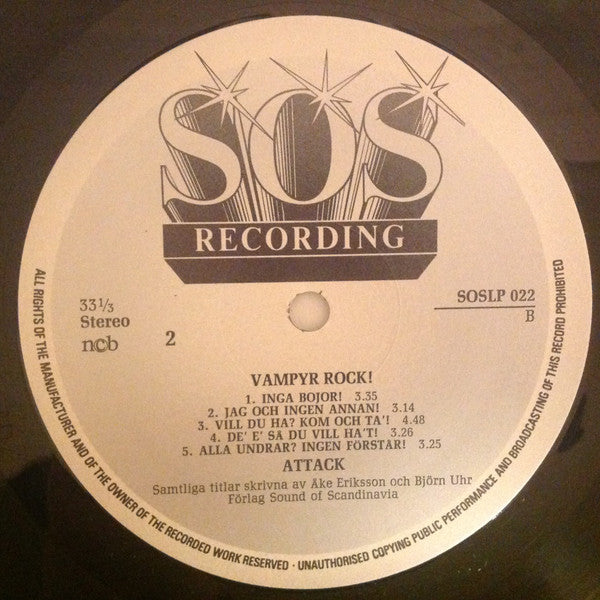 SOS
RECORDING
33 1/3
Stereo
ncb
2
SOSLP 022
B
VAMPYR ROCK!
1. INGA BOJOR! 3.35
2. JAG OCH INGEN ANNAN! 3.14
3. VILL DU HA? KOM OCH TA'! 4.48
4. DE' E' SA DU VILL HA'T! 3.26
5. ALLA UNDRAR? INGEN FÖRSTAR! 3.25
ATTACK
Samtliga titlar skrivna av Ake Eriksson och Björn Uhr
Förlag Sound of Scandinavia
ALL RIGHTS OF THE MANUFACTURER AND OF THE OWNER OF THE RECORDED WORK RESERVED · UNAUTHORISED COPYING PUBLIC PERFORMANCE AND BROADCASTING OF THIS RECORD PROHIBITED